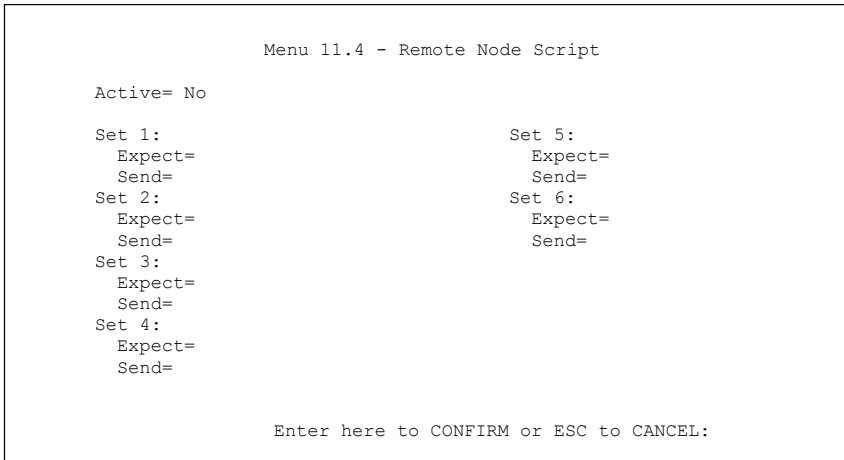 Menu 11.4 - Remote Node Script
Active= No
Set 1:
Expect=
Send=
Set 2:
Expect=
Send=
Set 3:
Expect=
Send=
Set 4:
Expect=
Send=
Set 5:
Expect=
Send=
Set 6:
Expect=
Send=
Enter here to CONFIRM or ESC to CANCEL: